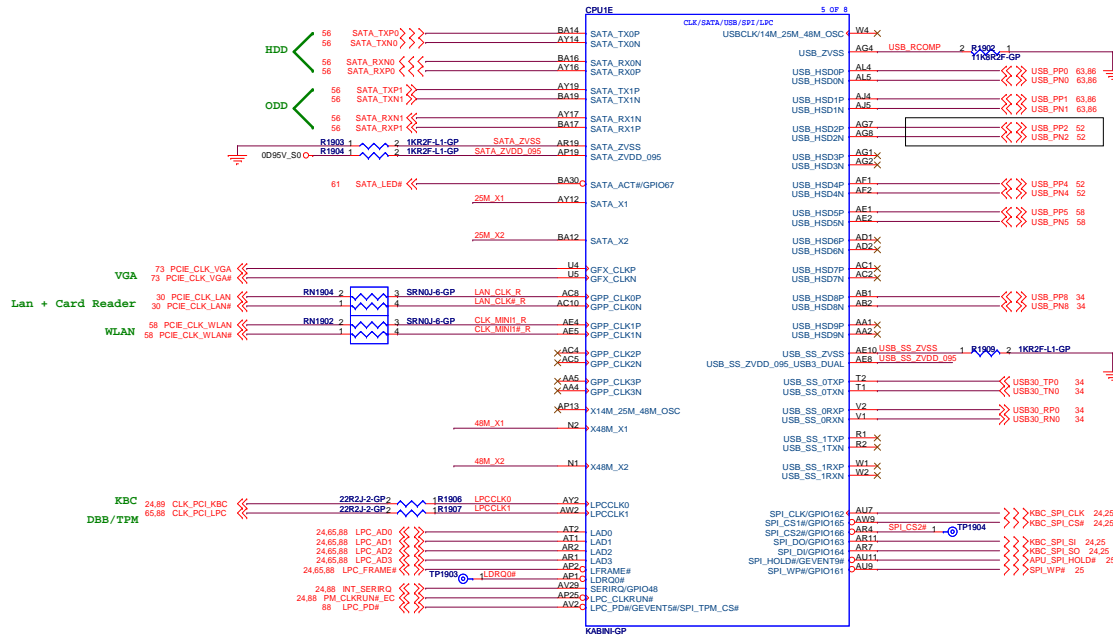 CPU1E 5 OF 8
CLK/SATA/USB/SPI/LPC
HDD
56 SATA_TXP0 BA14 SATA_TX0P
56 SATA_TXN0 AY14 SATA_TX0N
56 SATA_RXN0 BA16 SATA_RX0N
56 SATA_RXP0 AY16 SATA_RX0P
ODD
56 SATA_TXP1 AY19 SATA_TX1P
56 SATA_TXN1 BA19 SATA_TX1N
56 SATA_RXN1 AY17 SATA_RX1N
56 SATA_RXP1 BA17 SATA_RX1P
R1903 1 2 1KR2F-L1-GP SATA_ZVSS AR19 SATA_ZVSS
0D95V_S0 R1904 1 2 1KR2F-L1-GP SATA_ZVDD_095 AP19 SATA_ZVDD_095
61 SATA_LED# BA30 SATA_ACT#/GPIO67
25M_X1 AY12 SATA_X1
25M_X2 BA12 SATA_X2
VGA
73 PCIE_CLK_VGA U4 GFX_CLKP
73 PCIE_CLK_VGA# U5 GFX_CLKN
Lan + Card Reader
30 PCIE_CLK_LAN RN1904 2 3 SRN0J-6-GP LAN_CLK_R AC8 GPP_CLK0P
30 PCIE_CLK_LAN# 1 4 LAN_CLK#_R AC10 GPP_CLK0N
WLAN
58 PCIE_CLK_WLAN RN1902 2 3 SRN0J-6-GP CLK_MINI1_R AE4 GPP_CLK1P
58 PCIE_CLK_WLAN# 1 4 CLK_MINI1#_R AE5 GPP_CLK1N
AC4 GPP_CLK2P
AC5 GPP_CLK2N
AA5 GPP_CLK3P
AA4 GPP_CLK3N
AP13 X14M_25M_48M_OSC
48M_X1 N2 X48M_X1
48M_X2 N1 X48M_X2
KBC
24,89 CLK_PCI_KBC 22R2J-2-GP 2 1 R1906 LPCCLK0 AY2 LPCCLK0
65,88 CLK_PCI_LPC 22R2J-2-GP 2 1 R1907 LPCCLK1 AW2 LPCCLK1
DBB/TPM
24,65,88 LPC_AD0 AT2 LAD0
24,65,88 LPC_AD1 AT1 LAD1
24,65,88 LPC_AD2 AR2 LAD2
24,65,88 LPC_AD3 AR1 LAD3
24,65,88 LPC_FRAME# AP2 LFRAME#
TP1903 1 LDRQ0# AP1 LDRQ0#
24,88 INT_SERIRQ AV29 SERIRQ/GPIO48
24,88 PM_CLKRUN#_EC AP25 LPC_CLKRUN#
88 LPC_PD# AV2 LPC_PD#/GEVENT5#/SPI_TPM_CS#
USBCLK/14M_25M_48M_OSC W4
USB_ZVSS AG4 USB_RCOMP 2 R1902 1
11K8R2F-GP
USB_HSD0P AL4 USB_PP0 63,86
USB_HSD0N AL5 USB_PN0 63,86
USB_HSD1P AJ4 USB_PP1 63,86
USB_HSD1N AJ5 USB_PN1 63,86
USB_HSD2P AG7 USB_PP2 52
USB_HSD2N AG8 USB_PN2 52
USB_HSD3P AG1
USB_HSD3N AG2
USB_HSD4P AF1 USB_PP4 52
USB_HSD4N AF2 USB_PN4 52
USB_HSD5P AE1 USB_PP5 58
USB_HSD5N AE2 USB_PN5 58
USB_HSD6P AD1
USB_HSD6N AD2
USB_HSD7P AC1
USB_HSD7N AC2
USB_HSD8P AB1 USB_PP8 34
USB_HSD8N AB2 USB_PN8 34
USB_HSD9P AA1
USB_HSD9N AA2
USB_SS_ZVSS AE10 USB_SS_ZVSS 1 R1909 2 1KR2F-L1-GP
USB_SS_ZVDD_095_USB3_DUAL AE8 USB_SS_ZVDD_095
USB_SS_0TXP T2 USB30_TP0 34
USB_SS_0TXN T1 USB30_TN0 34
USB_SS_0RXP V2 USB30_RP0 34
USB_SS_0RXN V1 USB30_RN0 34
USB_SS_1TXP R1
USB_SS_1TXN R2
USB_SS_1RXP W1
USB_SS_1RXN W2
SPI_CLK/GPIO162 AU7 KBC_SPI_CLK 24,25
SPI_CS1#/GPIO165 AW9 KBC_SPI_CS# 24,25
SPI_CS2#/GPIO166 AR4 SPI_CS2# 1 TP1904
SPI_DO/GPIO163 AR11 KBC_SPI_SI 24,25
SPI_DI/GPIO164 AR7 KBC_SPI_SO 24,25
SPI_HOLD#/GEVENT9# AU11 APU_SPI_HOLD# 25
SPI_WP#/GPIO161 AU9 SPI_WP# 25
KABINI-GP